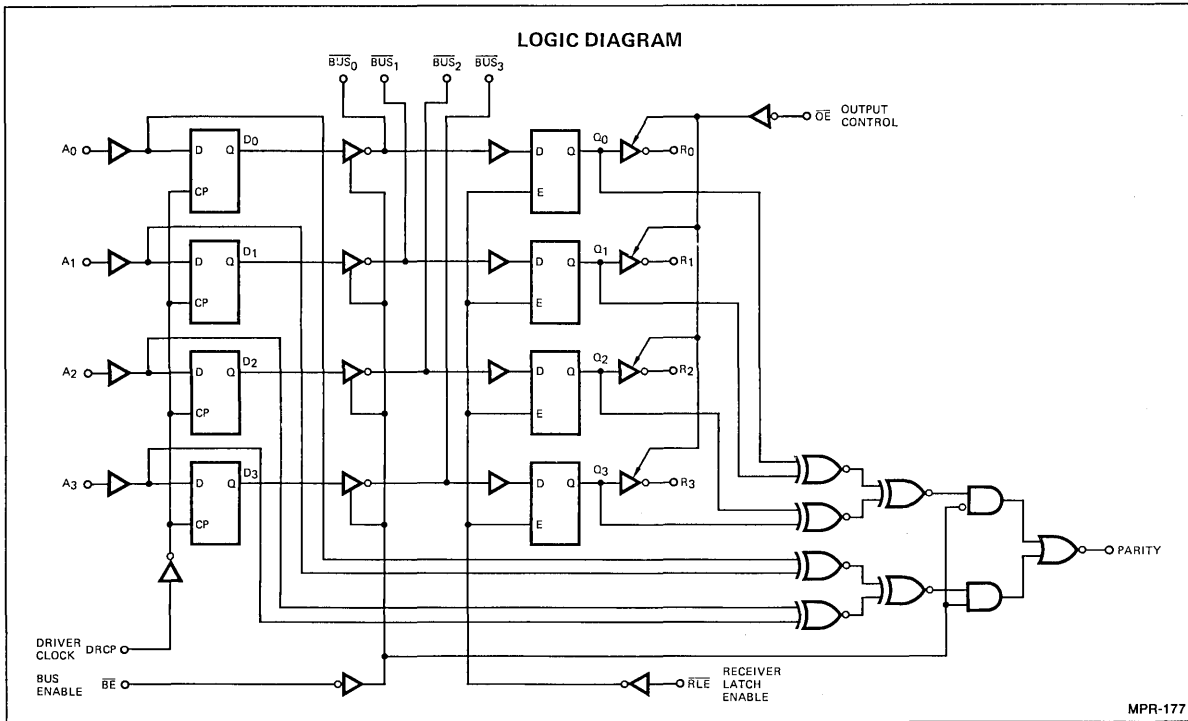 LOGIC DIAGRAM
BUS0 BUS1 BUS2 BUS3
OE OUTPUT CONTROL
A0 D Q D0 D Q Q0 R0
CP E
A1 D Q D1 D Q Q1 R1
CP E
A2 D Q D2 D Q Q2 R2
CP E
A3 D Q D3 D Q Q3 R3
CP E
PARITY
DRIVER CLOCK DRCP
BUS ENABLE BE
RLE RECEIVER LATCH ENABLE
MPR-177